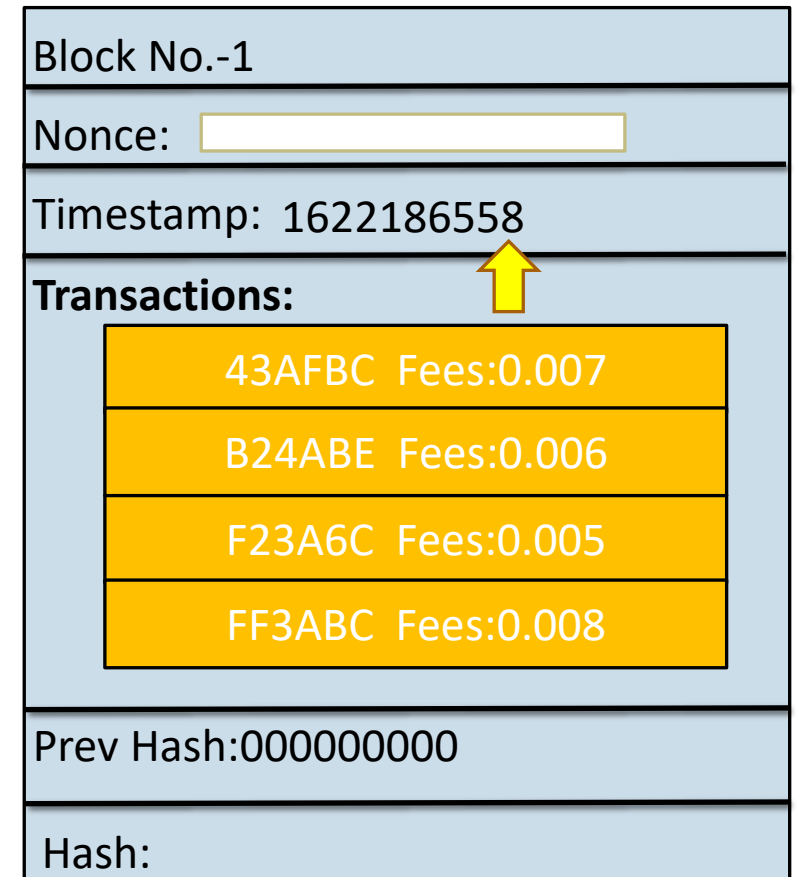 Block No.-1
Nonce:
Timestamp: 1622186558
Transactions:
43AFBC Fees:0.007
B24ABE Fees:0.006
F23A6C Fees:0.005
FF3ABC Fees:0.008
Prev Hash:000000000
Hash: